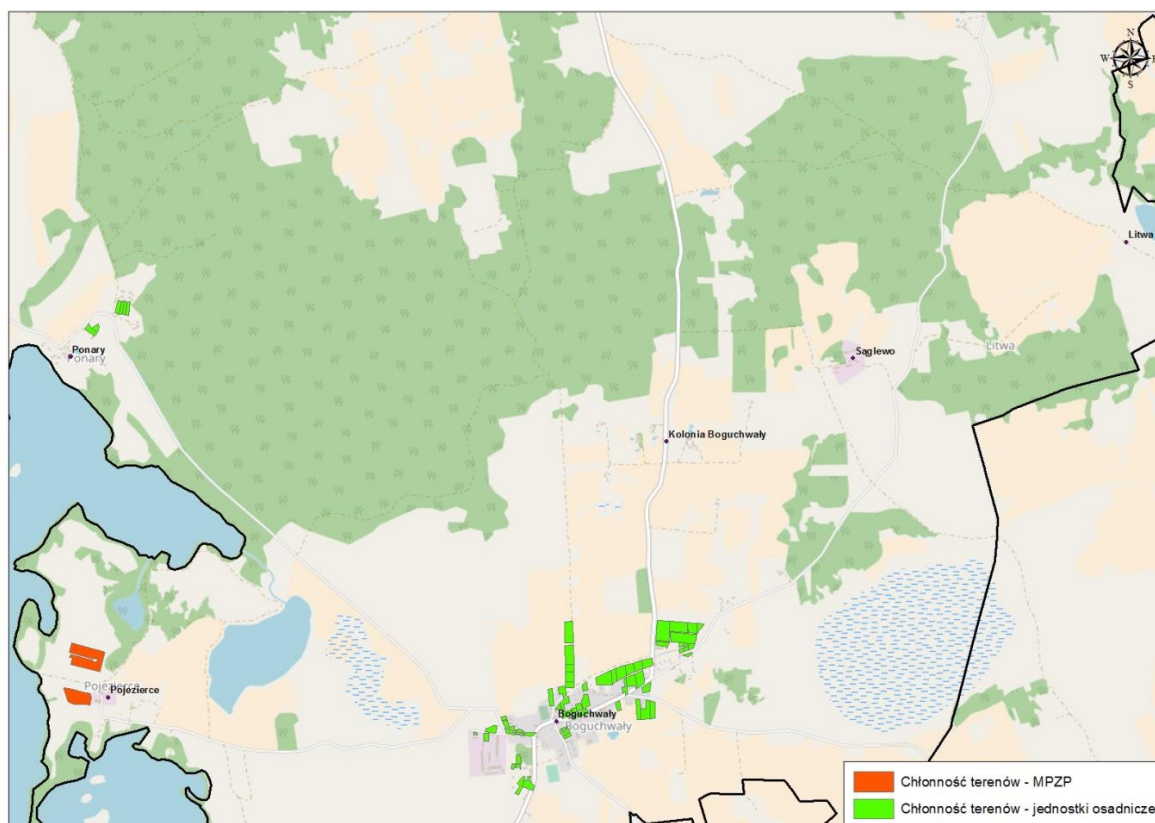 N
W
E
S
Litwa
Ponary
Ponary
Sąglewo
Litwa
Kolonia Boguchwały
Pojezierce
Pojezierce
Boguchwały
Boguchwały
Chłonność terenów - MPZP
Chłonność terenów - jednostki osadnicze